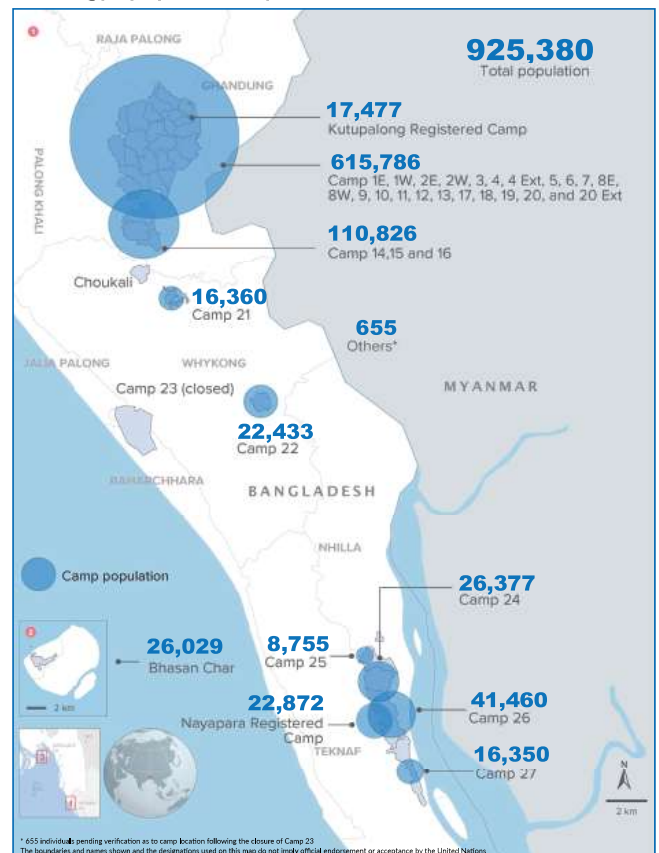 1
RAJA PALONG
925,380
Total population
GHANDUNG
17,477
Kutupalong Registered Camp
PALONG KHALI
615,786
Camp 1E, 1W, 2E, 2W, 3, 4, 4 Ext, 5, 6, 7, 8E,
8W, 9, 10, 11, 12, 13, 17, 18, 19, 20, and 20 Ext
110,826
Camp 14,15 and 16
Choukali
16,360
Camp 21
655
Others*
JALIA PALONG
WHYKONG
MYANMAR
Camp 23 (closed)
22,433
Camp 22
BAHARCHHARA
BANGLADESH
NHILLA
Camp population
26,377
Camp 24
2
26,029
Bhasan Char
2 km
8,755
Camp 25
22,872
Nayapara Registered
Camp
41,460
Camp 26
TEKNAF
16,350
Camp 27
2
1
N
2 km
* 655 individuals pending verification as to camp location following the closure of Camp 23
The boundaries and names shown and the designations used on this map do not imply official endorsement or acceptance by the United Nations